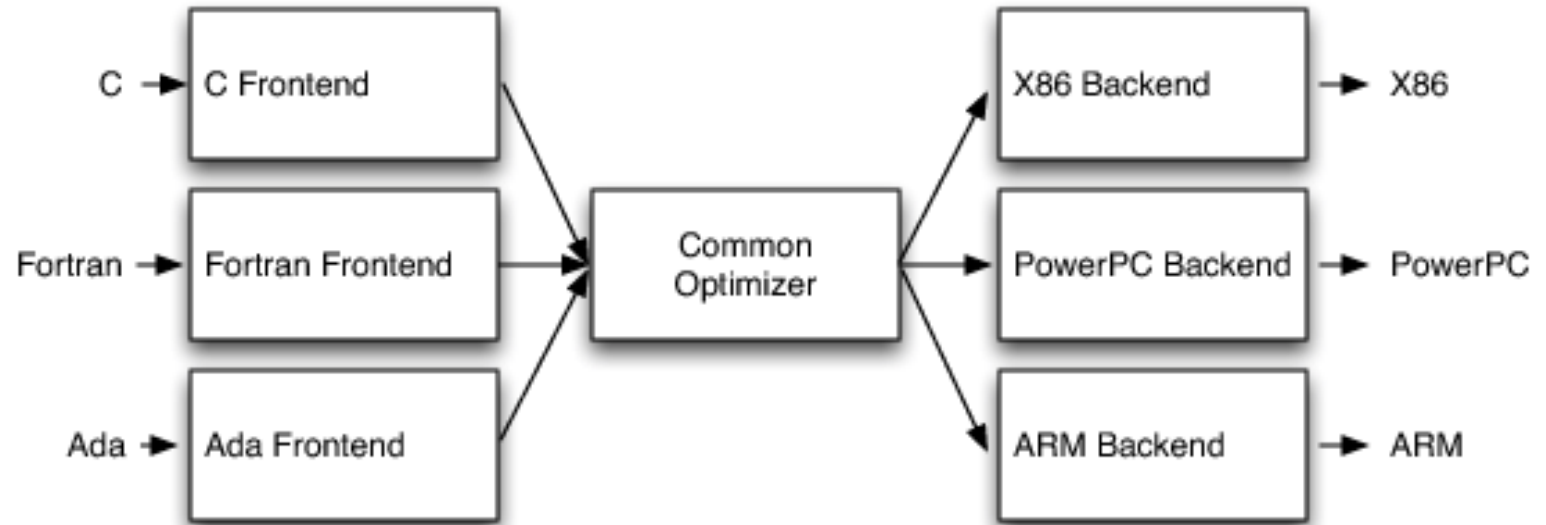 C
C Frontend
X86 Backend
X86
Fortran
Fortran Frontend
Common
Optimizer
PowerPC Backend
PowerPC
Ada
Ada Frontend
ARM Backend
ARM